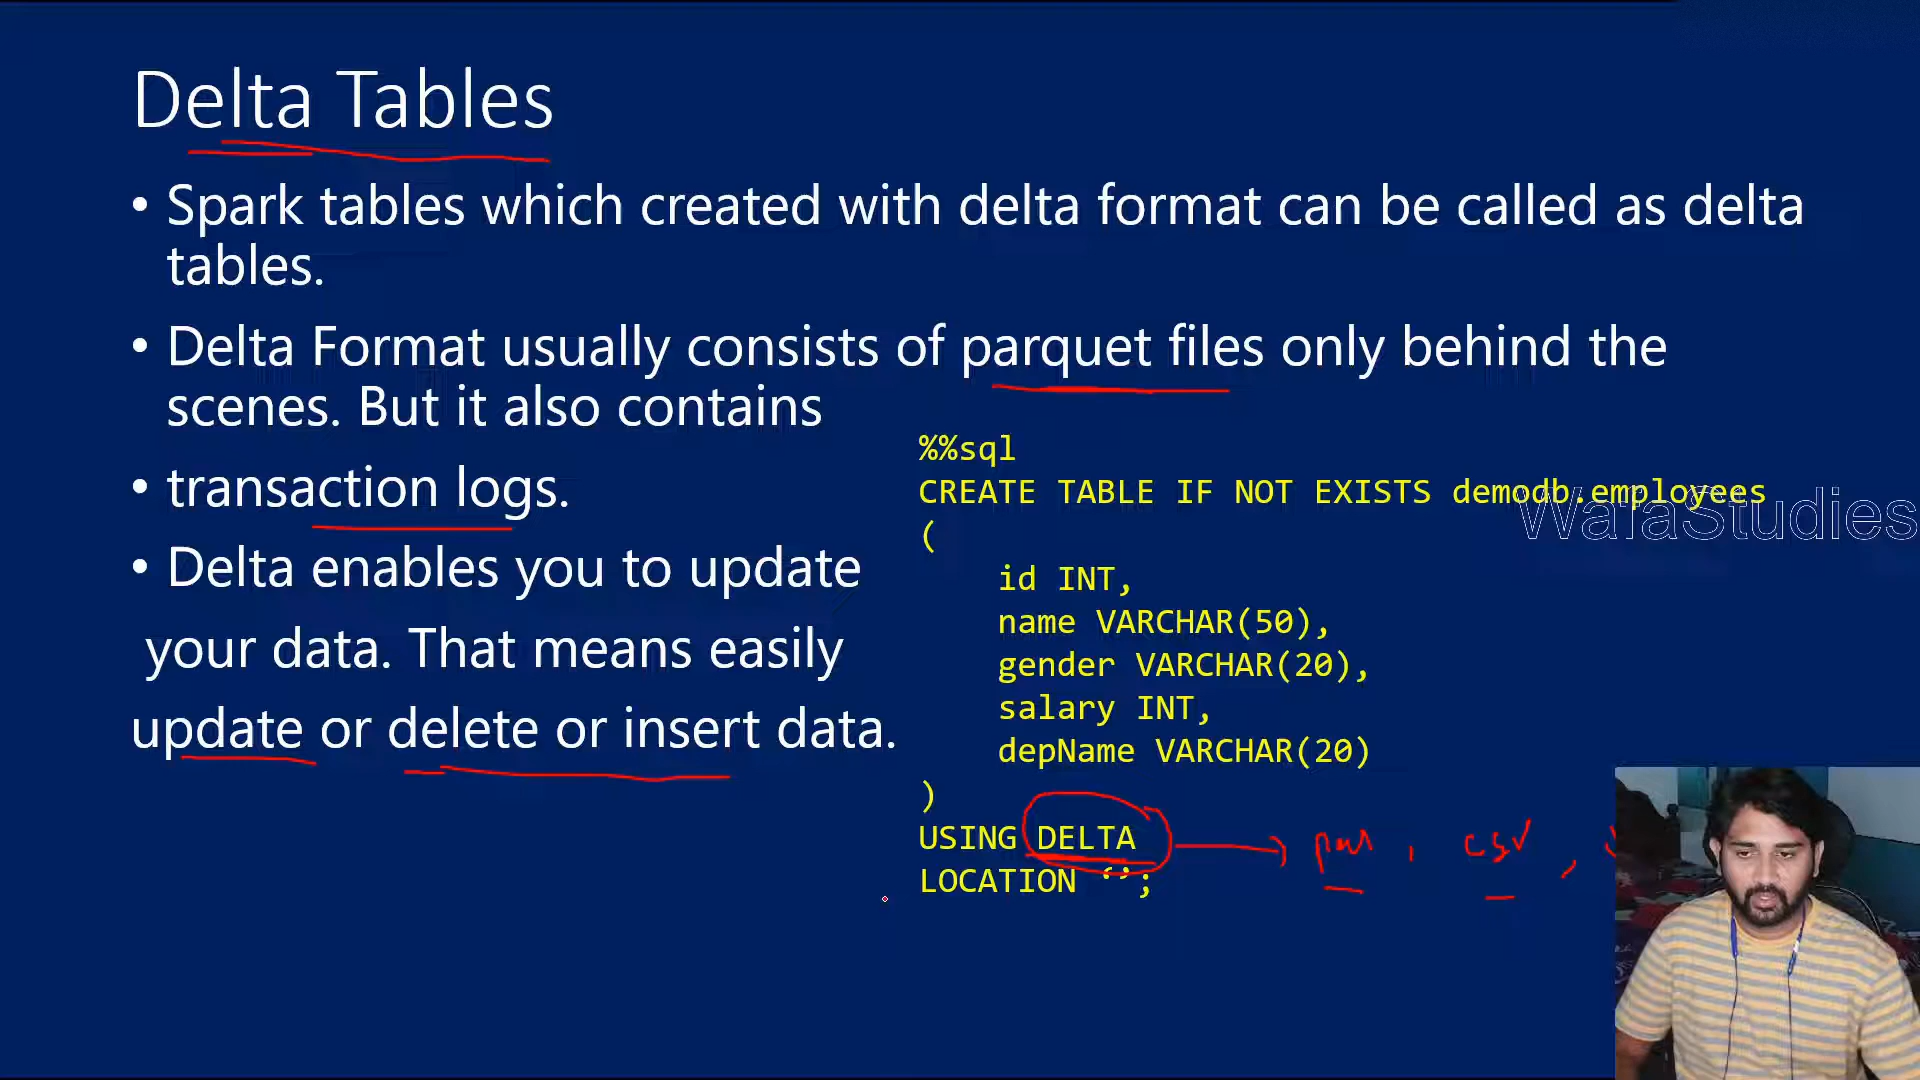 Delta Tables
• Spark tables which created with delta format can be called as delta
tables.
• Delta Format usually consists of parquet files only behind the
scenes. But it also contains
• transaction logs.
• Delta enables you to update
your data. That means easily
update or delete or insert data.
%%sql
CREATE TABLE IF NOT EXISTS demodb.employees
(
id INT,
name VARCHAR(50),
gender VARCHAR(20),
salary INT,
depName VARCHAR(20)
)
USING DELTA
LOCATION ‘’;
par, csv,
WafaStudies